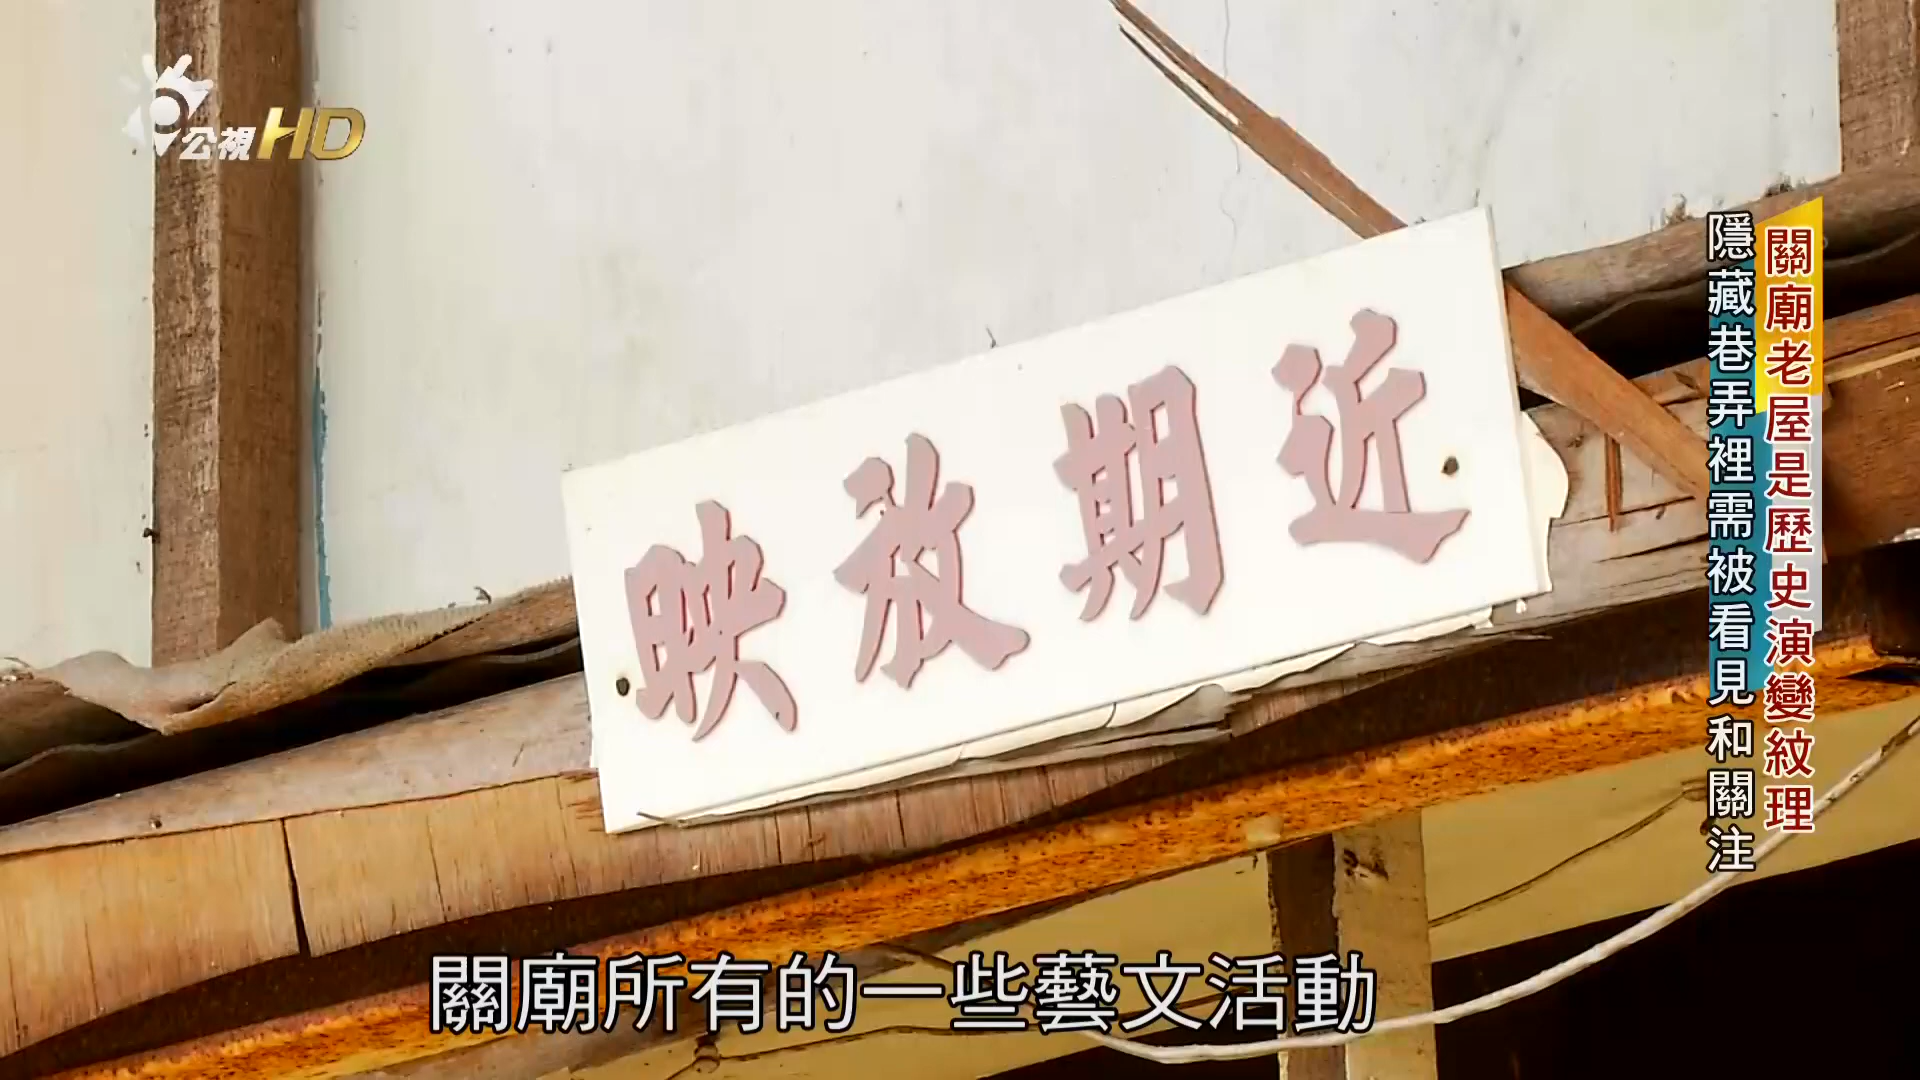 公視HD
關廟老屋是歷史演變紋理
隱藏巷弄裡需被看見和關注
映放期近
關廟所有的一些藝文活動